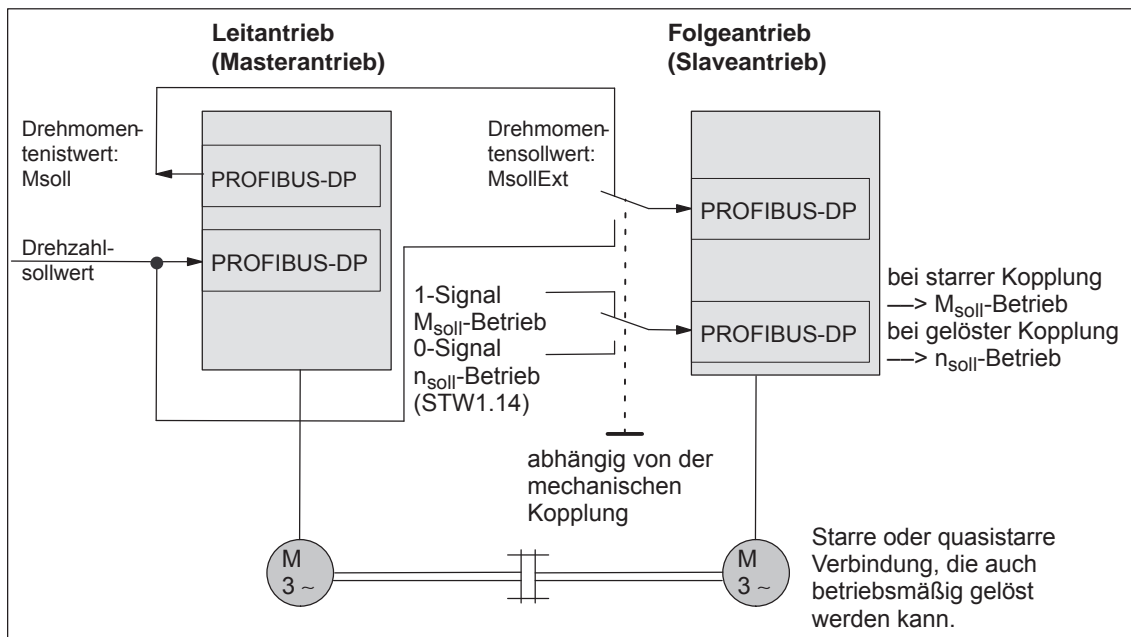 Leitantrieb
(Masterantrieb)
Folgeantrieb
(Slaveantrieb)
Drehmomen-
tenistwert:
Msoll
PROFIBUS-DP
Drehzahl-
sollwert
PROFIBUS-DP
Drehmomen-
tensollwert:
MsollExt
PROFIBUS-DP
1-Signal
Msoll-Betrieb
0-Signal
nsoll-Betrieb
(STW1.14)
PROFIBUS-DP
bei starrer Kopplung
—> Msoll-Betrieb
bei gelöster Kopplung
—> nsoll-Betrieb
abhängig von der
mechanischen
Kopplung
M
3 ~
M
3 ~
Starre oder quasistarre
Verbindung, die auch
betriebsmäßig gelöst
werden kann.